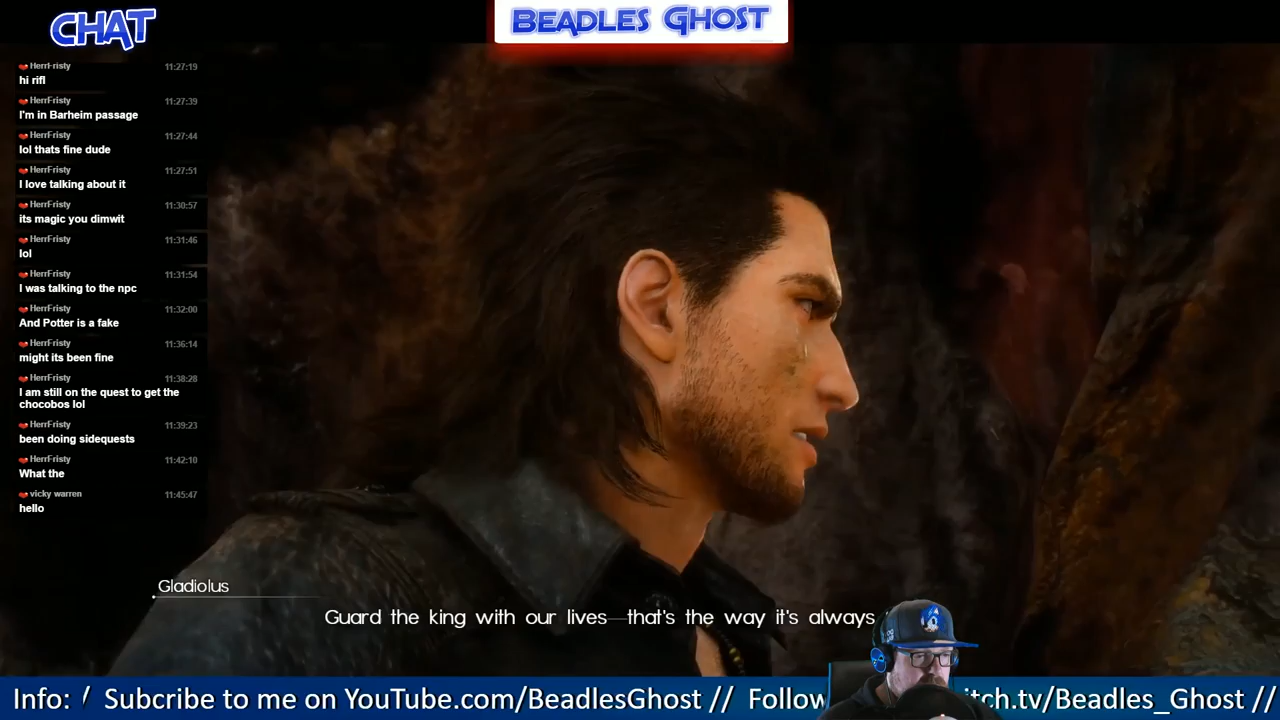 CHAT
BEADLES GHOST
HerrFristy 11:27:19
hi rifl
HerrFristy 11:27:39
I'm in Barheim passage
HerrFristy 11:27:44
lol thats fine dude
HerrFristy 11:27:51
I love talking about it
HerrFristy 11:30:57
its magic you dimwit
HerrFristy 11:31:46
lol
HerrFristy 11:31:54
I was talking to the npc
HerrFristy 11:32:00
And Potter is a fake
HerrFristy 11:36:14
might its been fine
HerrFristy 11:38:28
I am still on the quest to get the
chocobos lol
HerrFristy 11:39:23
been doing sidequests
HerrFristy 11:42:10
What the
vicky warren 11:45:47
hello
Gladiolus
Guard the king with our lives—that's the way it's always
Info: / Subcribe to me on YouTube.com/BeadlesGhost // Follow itch.tv/Beadles_Ghost //